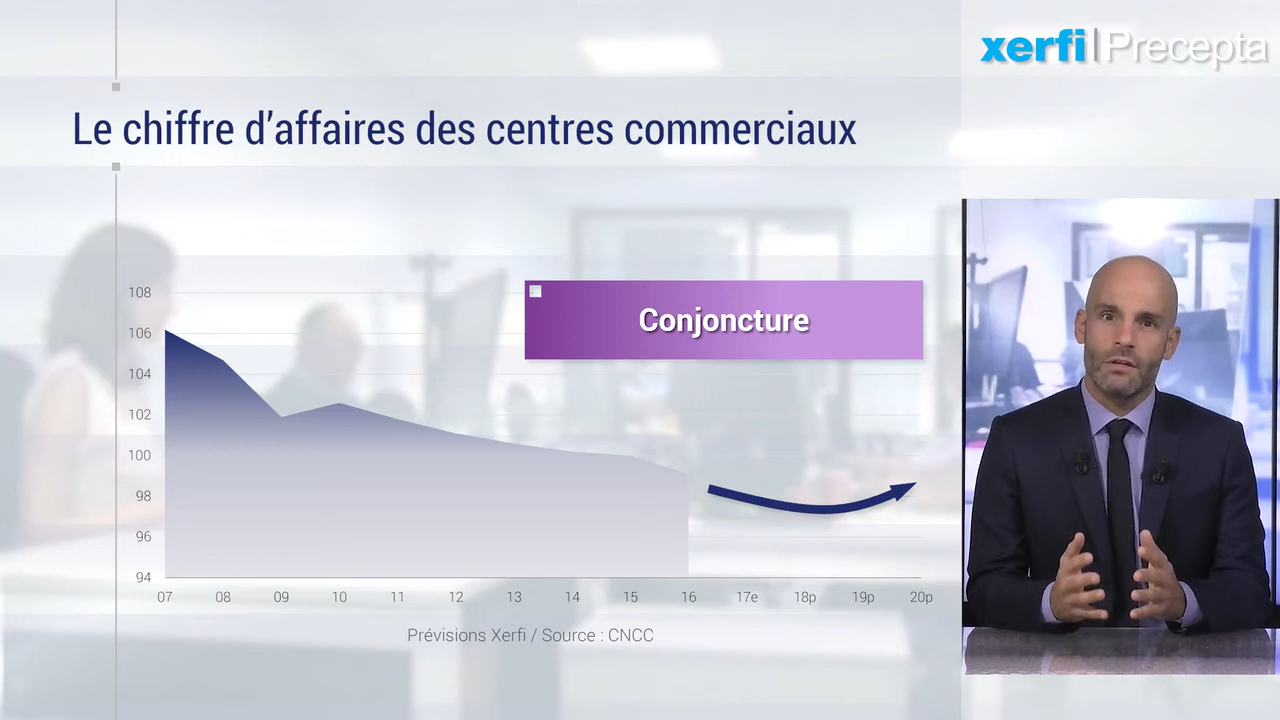 xerfi|Precepta
Le chiffre d'affaires des centres commerciaux
Conjoncture
108
106
104
102
100
98
96
94
07 08 09 10 11 12 13 14 15 16 17e 18p 19p 20p
Prévisions Xerfi / Source : CNCC